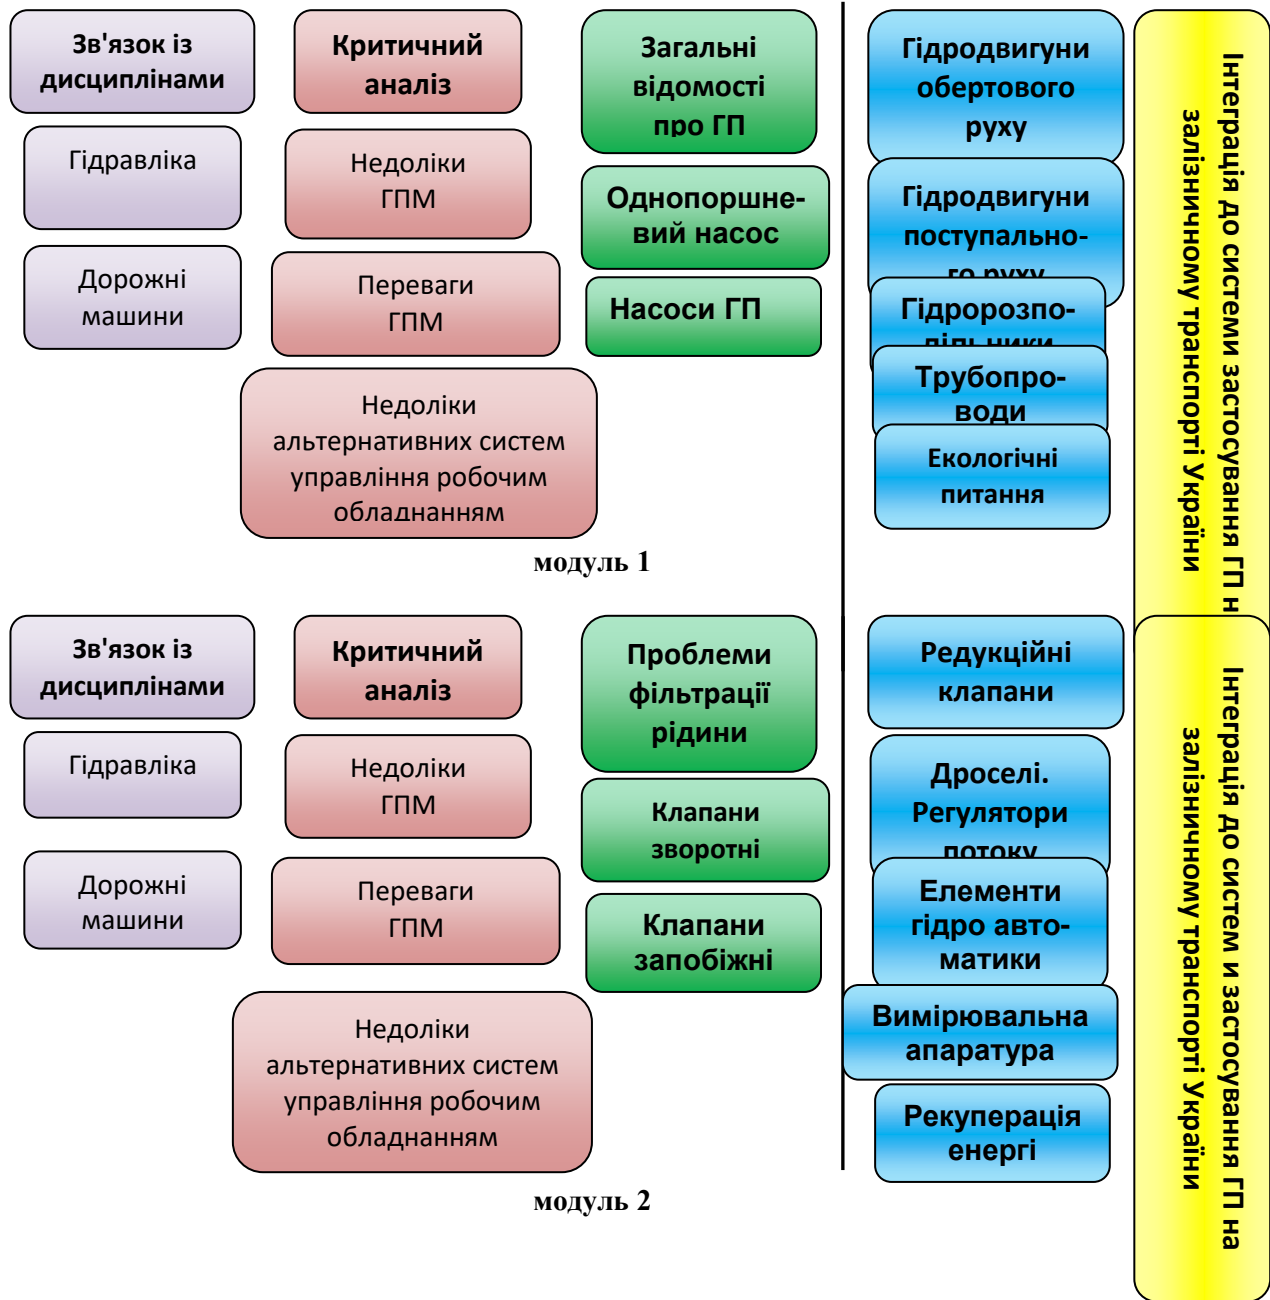 Зв'язок із
дисциплінами
Гідравліка
Дорожні
машини
Критичний
аналіз
Недоліки
ГПМ
Переваги
ГПМ
Недоліки
альтернативних систем
управління робочим
обладнанням
Загальні
відомості
про ГП
Однопоршне-
вий насос
Насоси ГП
Гідродвигуни
обертового
руху
Гідродвигуни
поступально-
го руху
Гідророзпо-
дільники
Трубопро-
води
Екологічні
питання
Інтеграція до системи застосування ГП н
залізничному транспорті України
модуль 1
Зв'язок із
дисциплінами
Гідравліка
Дорожні
машини
Критичний
аналіз
Недоліки
ГПМ
Переваги
ГПМ
Недоліки
альтернативних систем
управління робочим
обладнанням
Проблеми
фільтрації
рідини
Клапани
зворотні
Клапани
запобіжні
Редукційні
клапани
Дроселі.
Регулятори
потоку
Елементи
гідро авто-
матики
Вимірювальна
апаратура
Рекуперація
енергі
Інтеграція до систем и застосування ГП на
залізничному транспорті України
модуль 2